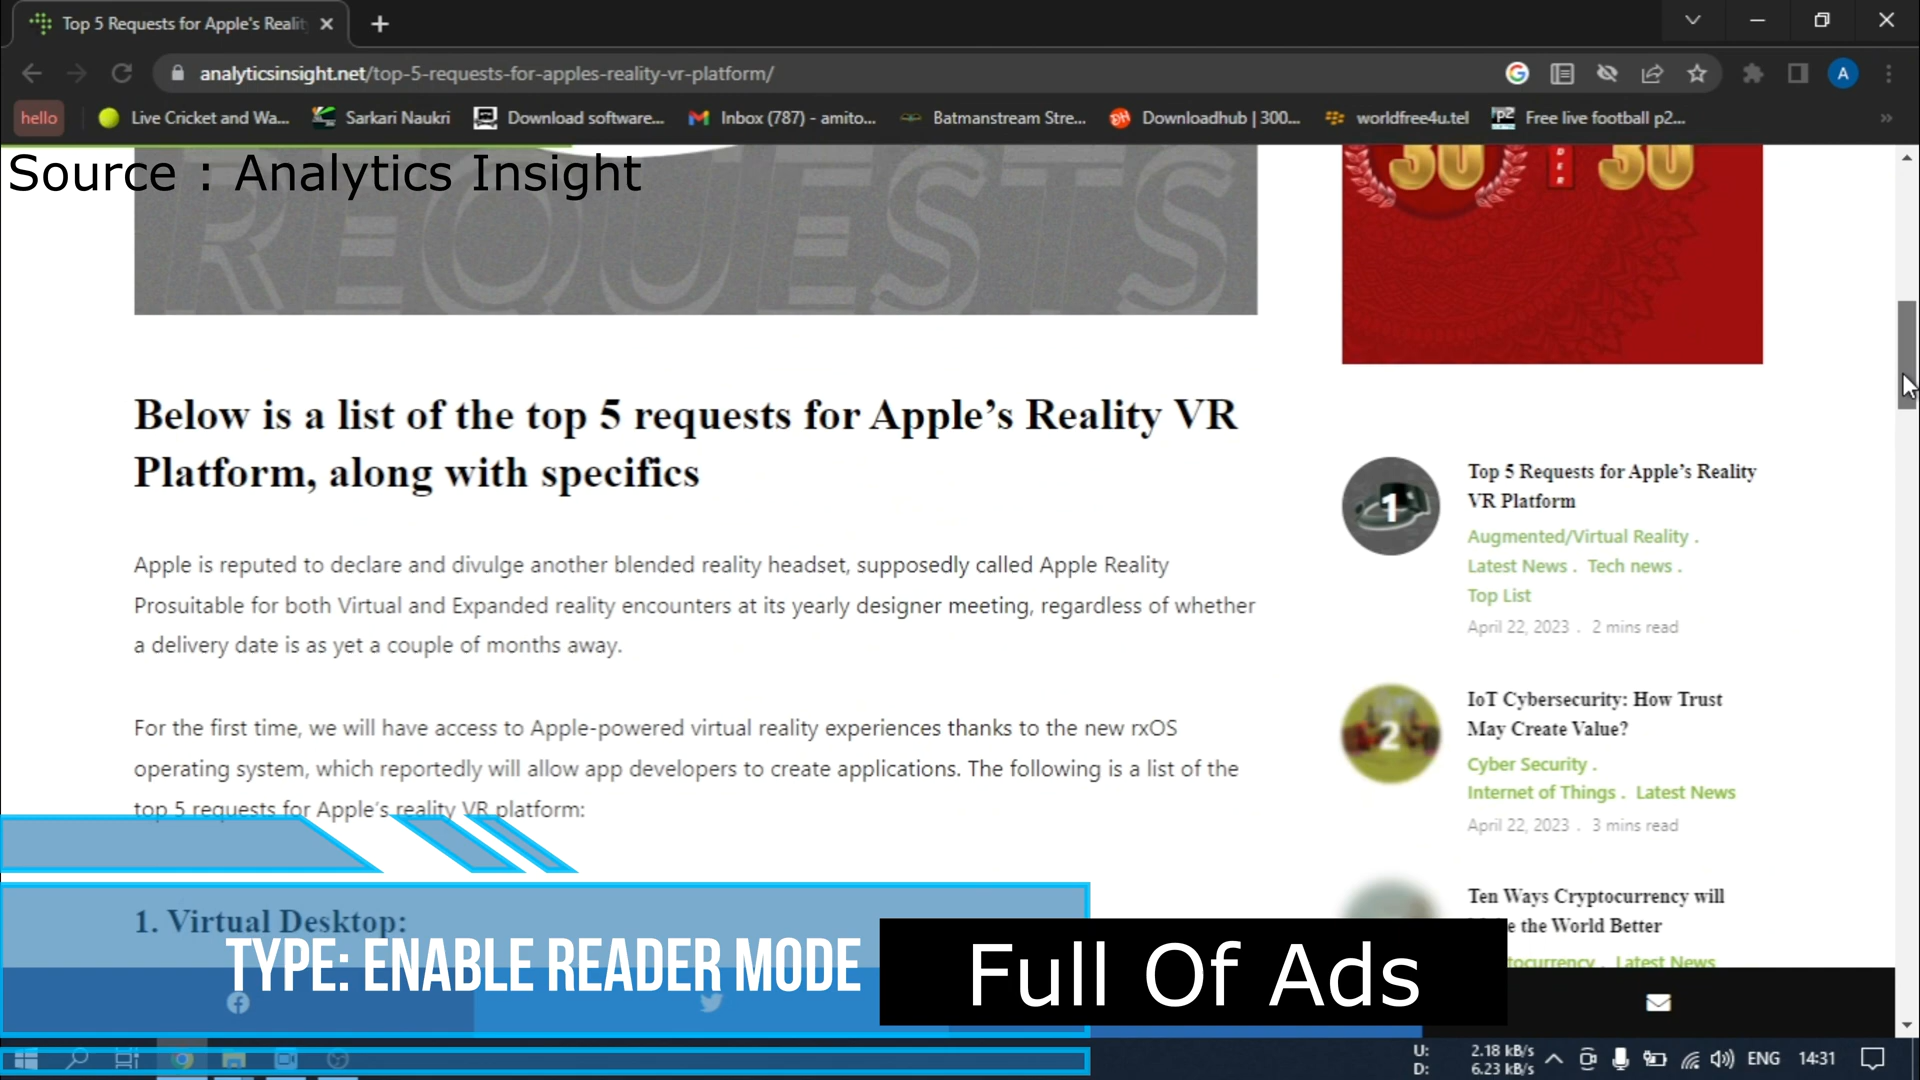 Top 5 Requests for Apple's Realit
analyticsinsight.net/top-5-requests-for-apples-reality-vr-platform/
A
hello
Live Cricket and Wa...
Sarkari Naukri
Download software...
Inbox (787) - amito...
Batmanstream Stre...
Downloadhub | 300...
worldfree4u.tel
Free live football p2...
Source : Analytics Insight
REQUESTS
30
30
Below is a list of the top 5 requests for Apple’s Reality VR
Platform, along with specifics
Apple is reputed to declare and divulge another blended reality headset, supposedly called Apple Reality
Prosuitable for both Virtual and Expanded reality encounters at its yearly designer meeting, regardless of whether
a delivery date is as yet a couple of months away.
For the first time, we will have access to Apple-powered virtual reality experiences thanks to the new rxOS
operating system, which reportedly will allow app developers to create applications. The following is a list of the
top 5 requests for Apple’s reality VR platform:
1. Virtual Desktop:
1
Top 5 Requests for Apple’s Reality
VR Platform
Augmented/Virtual Reality .
Latest News . Tech news .
Top List
April 22, 2023 . 2 mins read
2
IoT Cybersecurity: How Trust
May Create Value?
Cyber Security .
Internet of Things . Latest News
April 22, 2023 . 3 mins read
Ten Ways Cryptocurrency will
e the World Better
tocurrency . Latest News
TYPE: ENABLE READER MODE
Full Of Ads
U: 2.18 kB/s
D: 6.23 kB/s
ENG
14:31